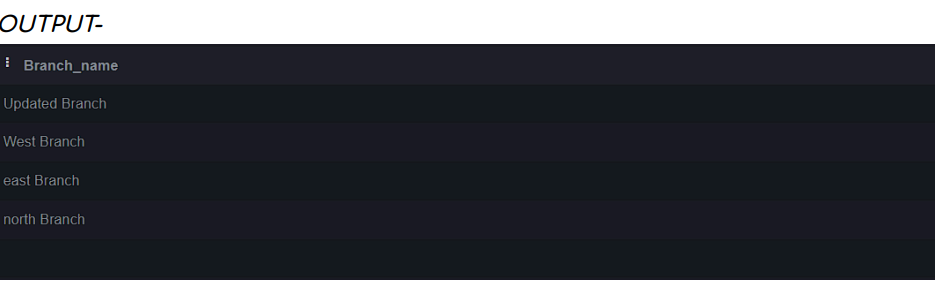 OUTPUT-
Branch_name
Updated Branch
West Branch
east Branch
north Branch